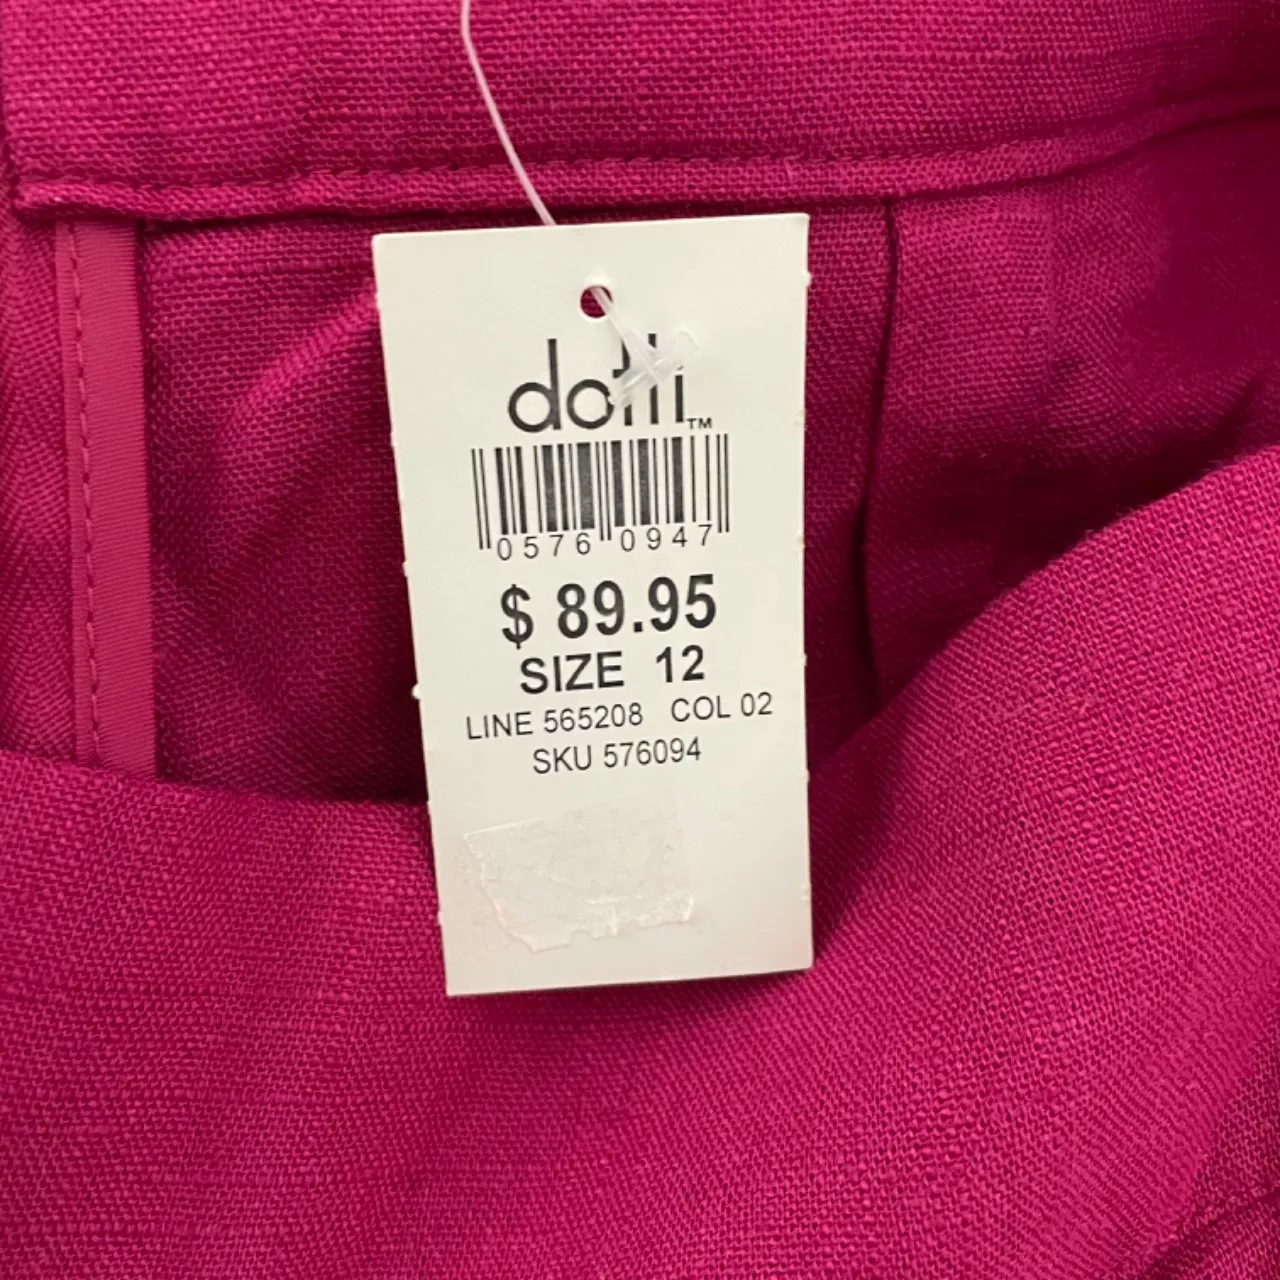 dotti™
0576 0947
$ 89.95
SIZE 12
LINE 565208 COL 02
SKU 576094